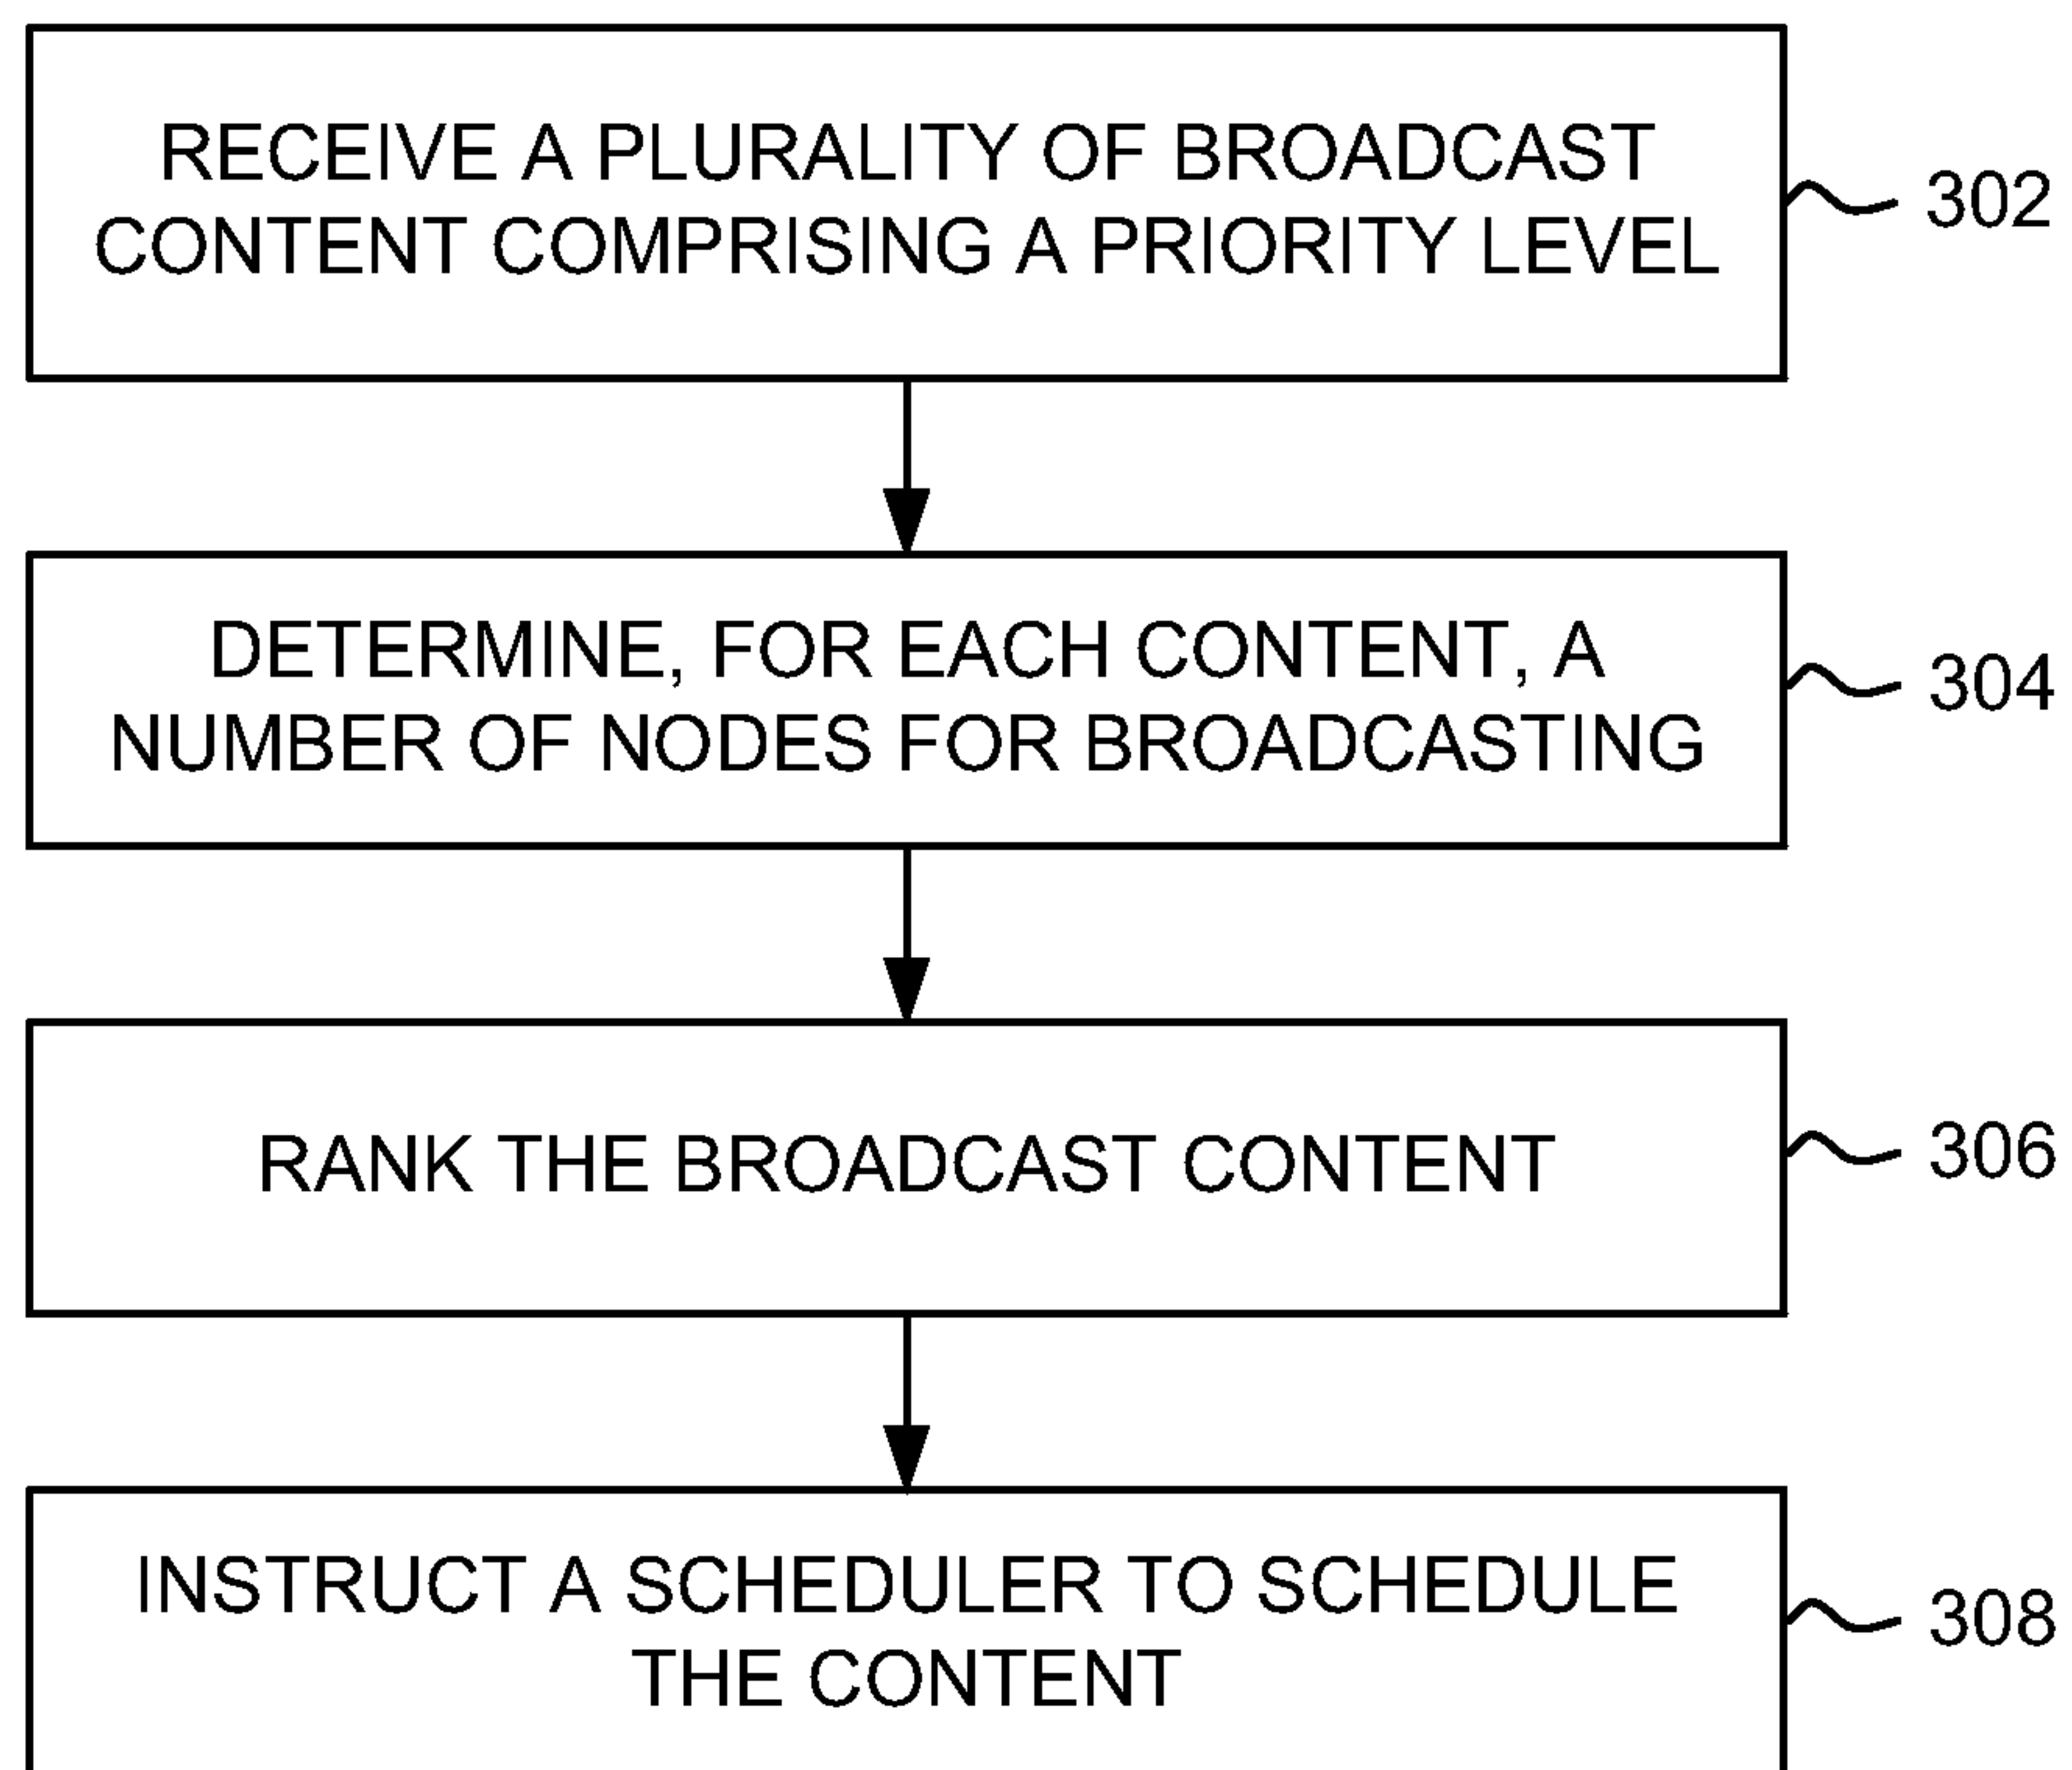 RECEIVE A PLURALITY OF BROADCAST
CONTENT COMPRISING A PRIORITY LEVEL
302
DETERMINE, FOR EACH CONTENT, A
NUMBER OF NODES FOR BROADCASTING
304
RANK THE BROADCAST CONTENT
306
INSTRUCT A SCHEDULER TO SCHEDULE
THE CONTENT
308